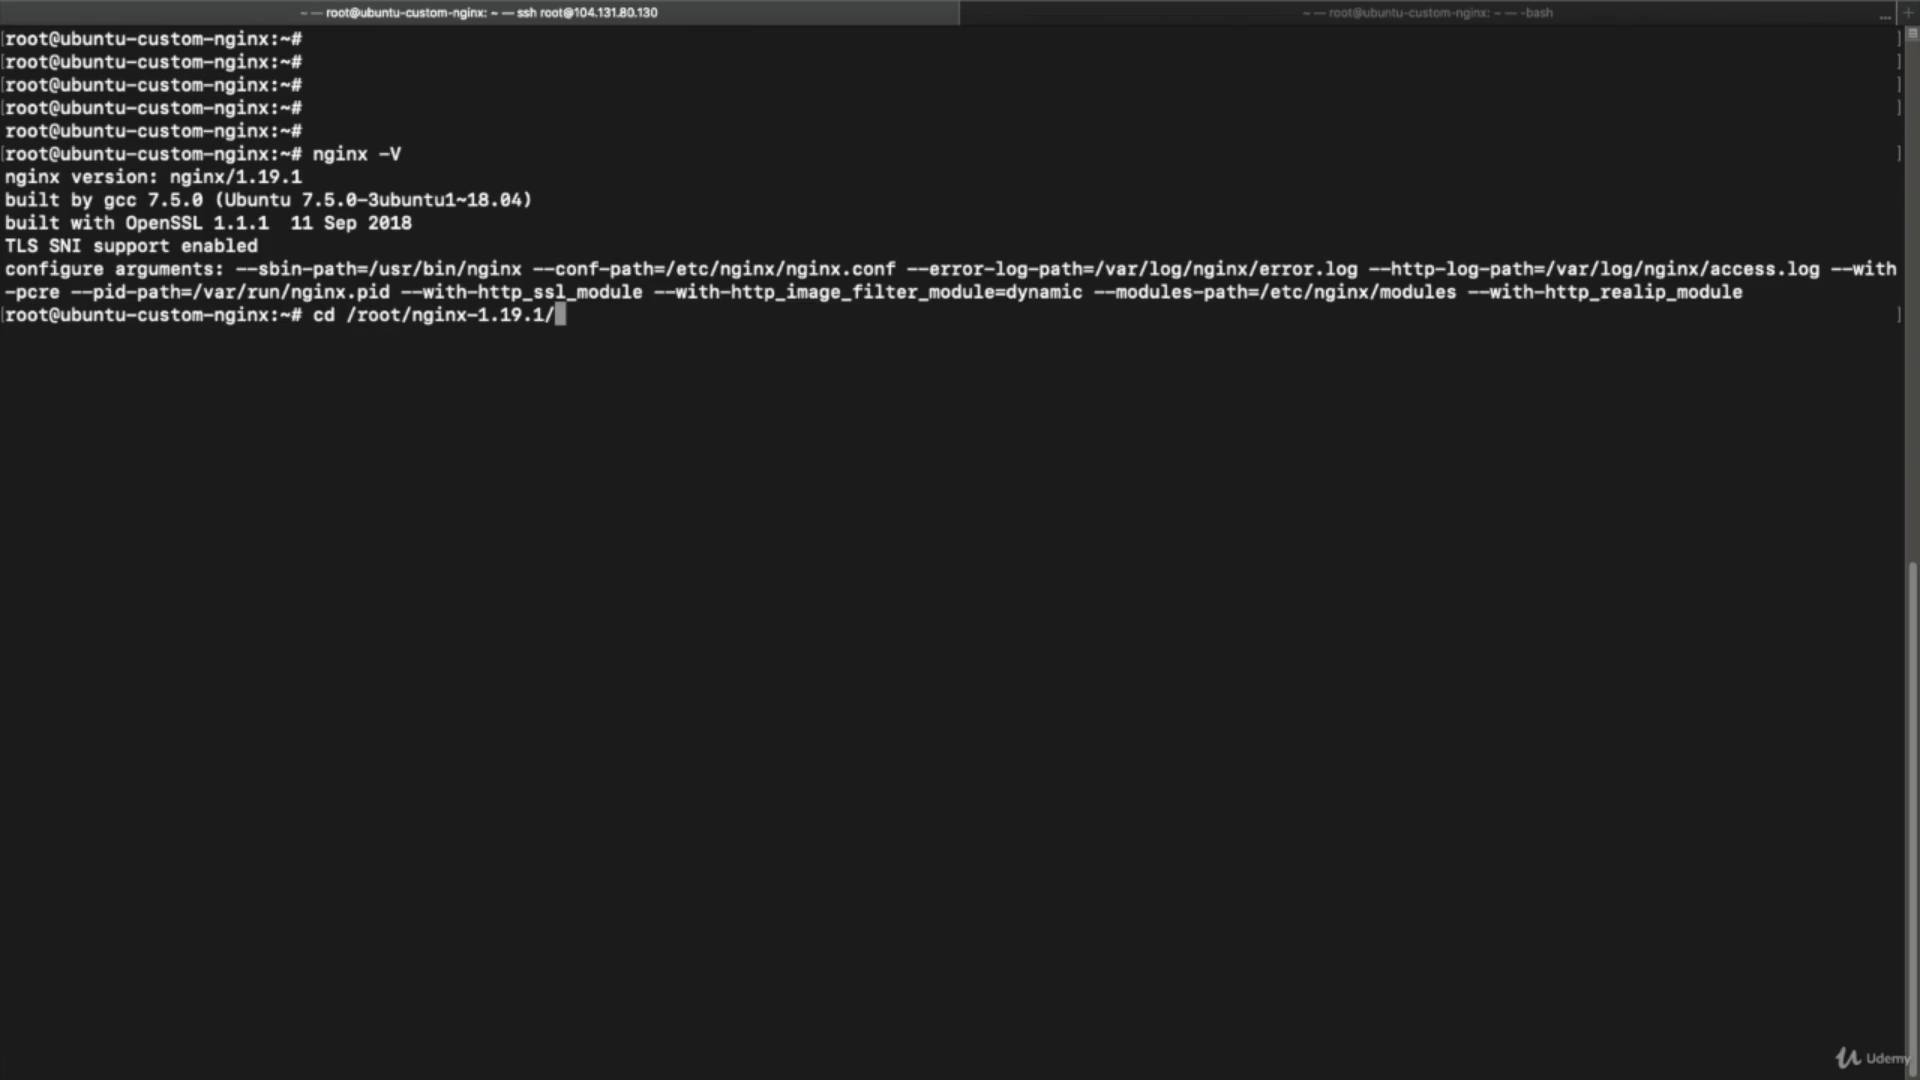 ~ — root@ubuntu-custom-nginx: ~ — ssh root@104.131.80.130
~ — root@ubuntu-custom-nginx: ~ — -bash
... +
[root@ubuntu-custom-nginx:~# ]
[root@ubuntu-custom-nginx:~# ]
[root@ubuntu-custom-nginx:~# ]
[root@ubuntu-custom-nginx:~# ]
root@ubuntu-custom-nginx:~#
[root@ubuntu-custom-nginx:~# nginx -V ]
nginx version: nginx/1.19.1
built by gcc 7.5.0 (Ubuntu 7.5.0-3ubuntu1~18.04)
built with OpenSSL 1.1.1  11 Sep 2018
TLS SNI support enabled
configure arguments: --sbin-path=/usr/bin/nginx --conf-path=/etc/nginx/nginx.conf --error-log-path=/var/log/nginx/error.log --http-log-path=/var/log/nginx/access.log --with
-pcre --pid-path=/var/run/nginx.pid --with-http_ssl_module --with-http_image_filter_module=dynamic --modules-path=/etc/nginx/modules --with-http_realip_module
[root@ubuntu-custom-nginx:~# cd /root/nginx-1.19.1/ ]
Udemy